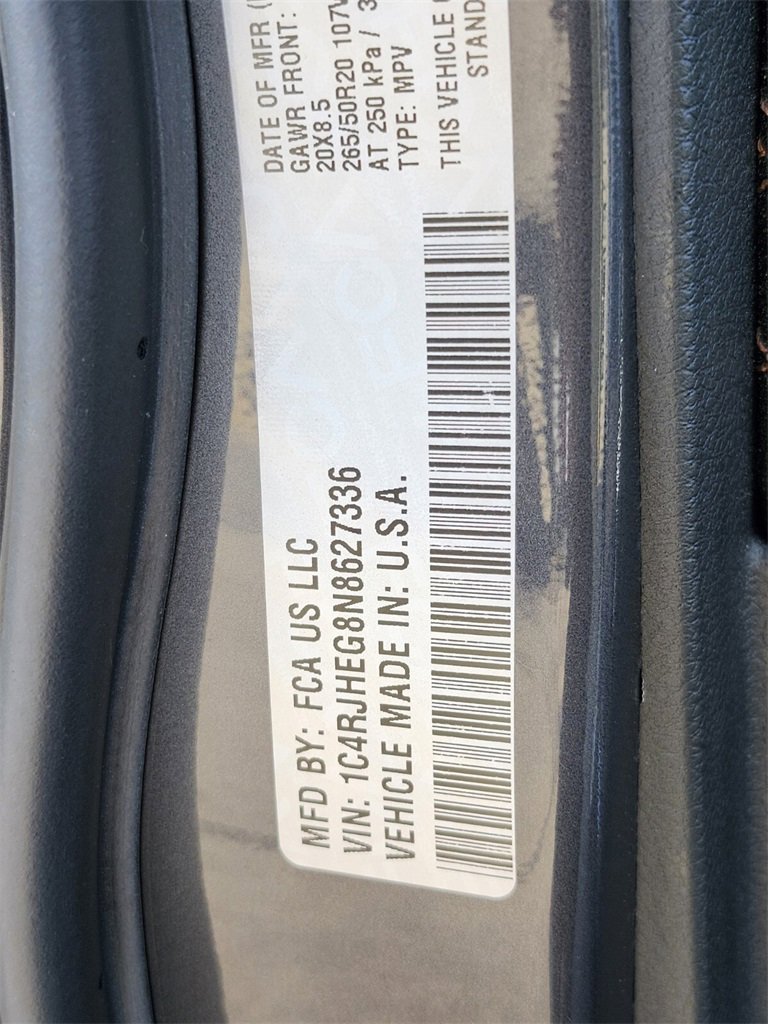 MFD BY: FCA US LLC
VIN: 1C4RJHEG8N8627336
VEHICLE MADE IN: U.S.A.
DATE OF MFR (
GAWR FRONT:
20X8.5
265/50R20 107V
AT 250 kPa / 3
TYPE: MPV
THIS VEHICLE
STAND